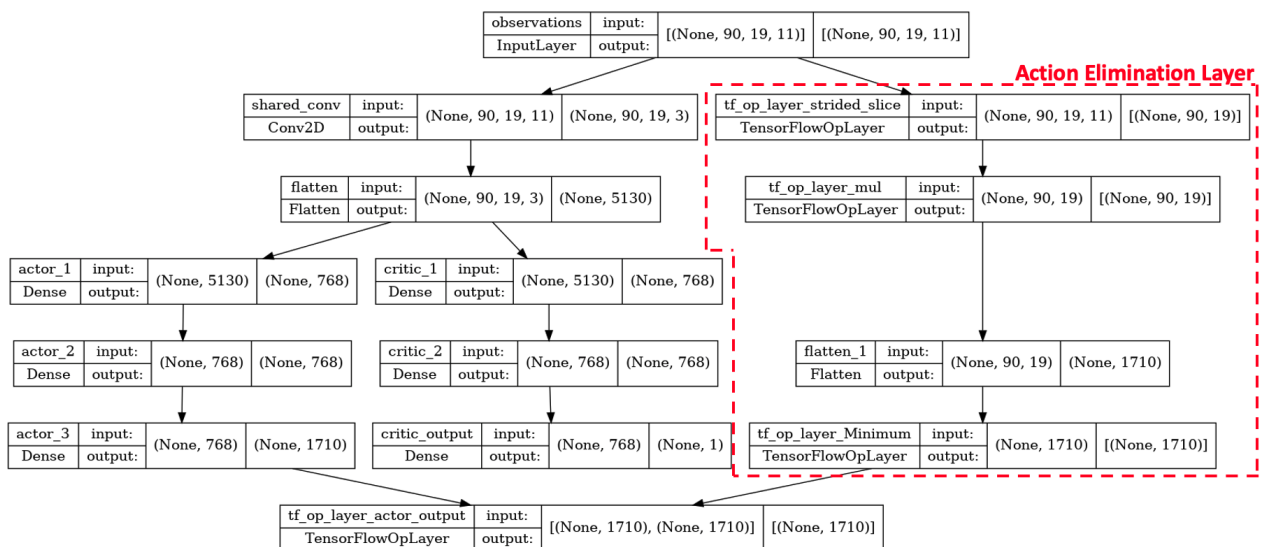 observations input: [(None, 90, 19, 11)] [(None, 90, 19, 11)]
InputLayer output:
Action Elimination Layer
shared_conv input: (None, 90, 19, 11) (None, 90, 19, 3)
Conv2D output:
tf_op_layer_strided_slice input: (None, 90, 19, 11) [(None, 90, 19)]
TensorFlowOpLayer output:
flatten input: (None, 90, 19, 3) (None, 5130)
Flatten output:
tf_op_layer_mul input: (None, 90, 19) [(None, 90, 19)]
TensorFlowOpLayer output:
actor_1 input: (None, 5130) (None, 768)
Dense output:
critic_1 input: (None, 5130) (None, 768)
Dense output:
actor_2 input: (None, 768) (None, 768)
Dense output:
critic_2 input: (None, 768) (None, 768)
Dense output:
flatten_1 input: (None, 90, 19) (None, 1710)
Flatten output:
actor_3 input: (None, 768) (None, 1710)
Dense output:
critic_output input: (None, 768) (None, 1)
Dense output:
tf_op_layer_Minimum input: (None, 1710) [(None, 1710)]
TensorFlowOpLayer output:
tf_op_layer_actor_output input: [(None, 1710), (None, 1710)] [(None, 1710)]
TensorFlowOpLayer output: